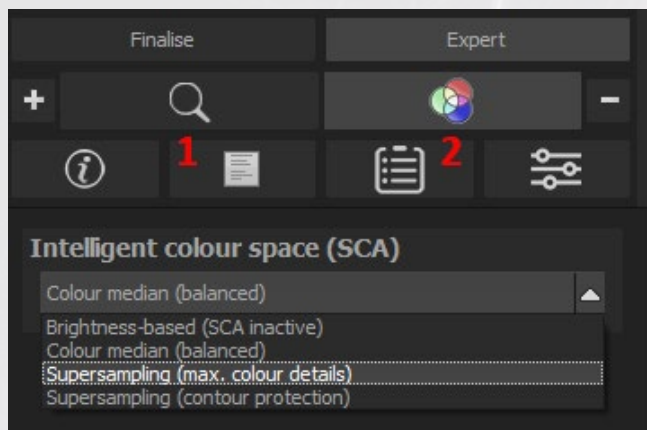 Finalise Expert
+ -
1 2
Intelligent colour space (SCA)
Colour median (balanced)
Brightness-based (SCA inactive)
Colour median (balanced)
Supersampling (max. colour details)
Supersampling (contour protection)